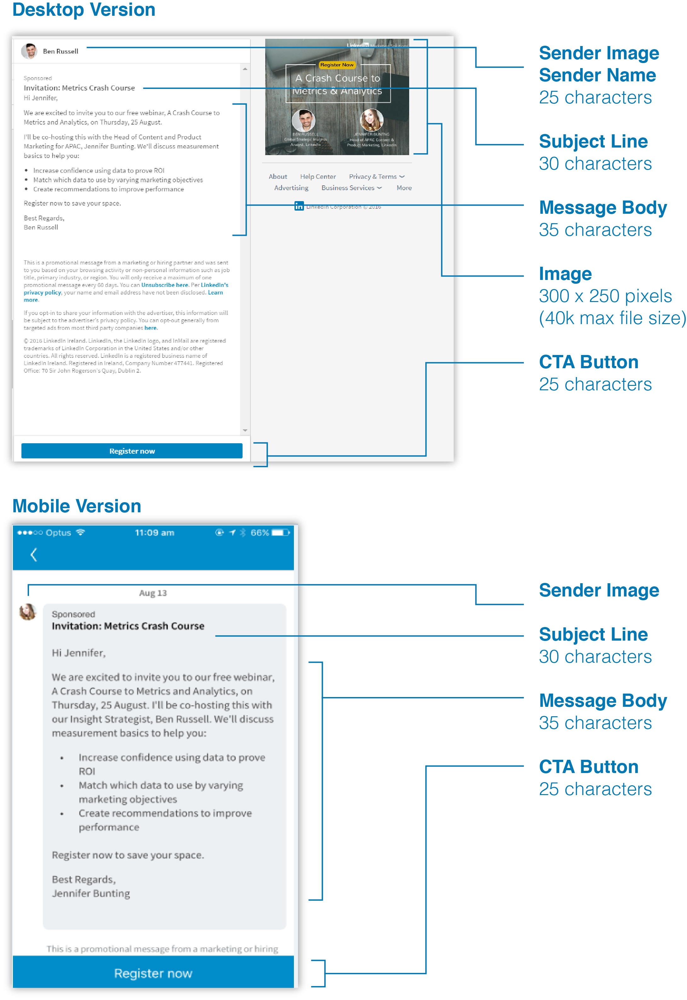 Desktop Version
Ben Russell
Sponsored
Invitation: Metrics Crash Course
Hi Jennifer,
We are excited to invite you to our free webinar, A Crash Course to
Metrics and Analytics, on Thursday, 25 August.
I'll be co-hosting this with the Head of Content and Product
Marketing for APAC, Jennifer Bunting. We'll discuss measurement
basics to help you:
• Increase confidence using data to prove ROI
• Match which data to use by varying marketing objectives
• Create recommendations to improve performance
Register now to save your space.
Best Regards,
Ben Russell
This is a promotional message from a marketing or hiring partner and was sent
to you based on your browsing activity or non-personal information such as job
title, primary industry, or region. You will only receive a maximum of one
promotional message every 60 days. You can Unsubscribe here. Per LinkedIn's
privacy policy, your name and email address have not been disclosed. Learn
more.
If you opt-in to share your information with the advertiser, this information will
be subject to the advertiser's privacy policy. You can opt-out generally from
targeted ads from most third party companies here.
© 2016 LinkedIn Ireland. LinkedIn, the LinkedIn logo, and InMail are registered
trademarks of LinkedIn Corporation in the United States and/or other
countries. All rights reserved. LinkedIn is a registered business name of
LinkedIn Ireland. Registered in Ireland, Company Number 477441. Registered
Office: 70 Sir John Rogerson's Quay, Dublin 2.
Register now
LinkedIn Marketing Solutions
Register Now
A Crash Course to
Metrics & Analytics
BEN RUSSELL
Global Strategic Insights
Analyst, LinkedIn
JENNIFER BUNTNG
Head of APAC Content &
Product Marketing, LinkedIn
About Help Center Privacy & Terms
Advertising Business Services More
in LinkedIn Corporation © 2016
Sender Image
Sender Name
25 characters
Subject Line
30 characters
Message Body
35 characters
Image
300 x 250 pixels
(40k max file size)
CTA Button
25 characters
Mobile Version
Optus 11:09 am 66%
Aug 13
Sponsored
Invitation: Metrics Crash Course
Hi Jennifer,
We are excited to invite you to our free webinar,
A Crash Course to Metrics and Analytics, on
Thursday, 25 August. I'll be co-hosting this with
our Insight Strategist, Ben Russell. We'll discuss
measurement basics to help you:
• Increase confidence using data to prove
ROI
• Match which data to use by varying
marketing objectives
• Create recommendations to improve
performance
Register now to save your space.
Best Regards,
Jennifer Bunting
This is a promotional message from a marketing or hiring
Register now
Sender Image
Subject Line
30 characters
Message Body
35 characters
CTA Button
25 characters